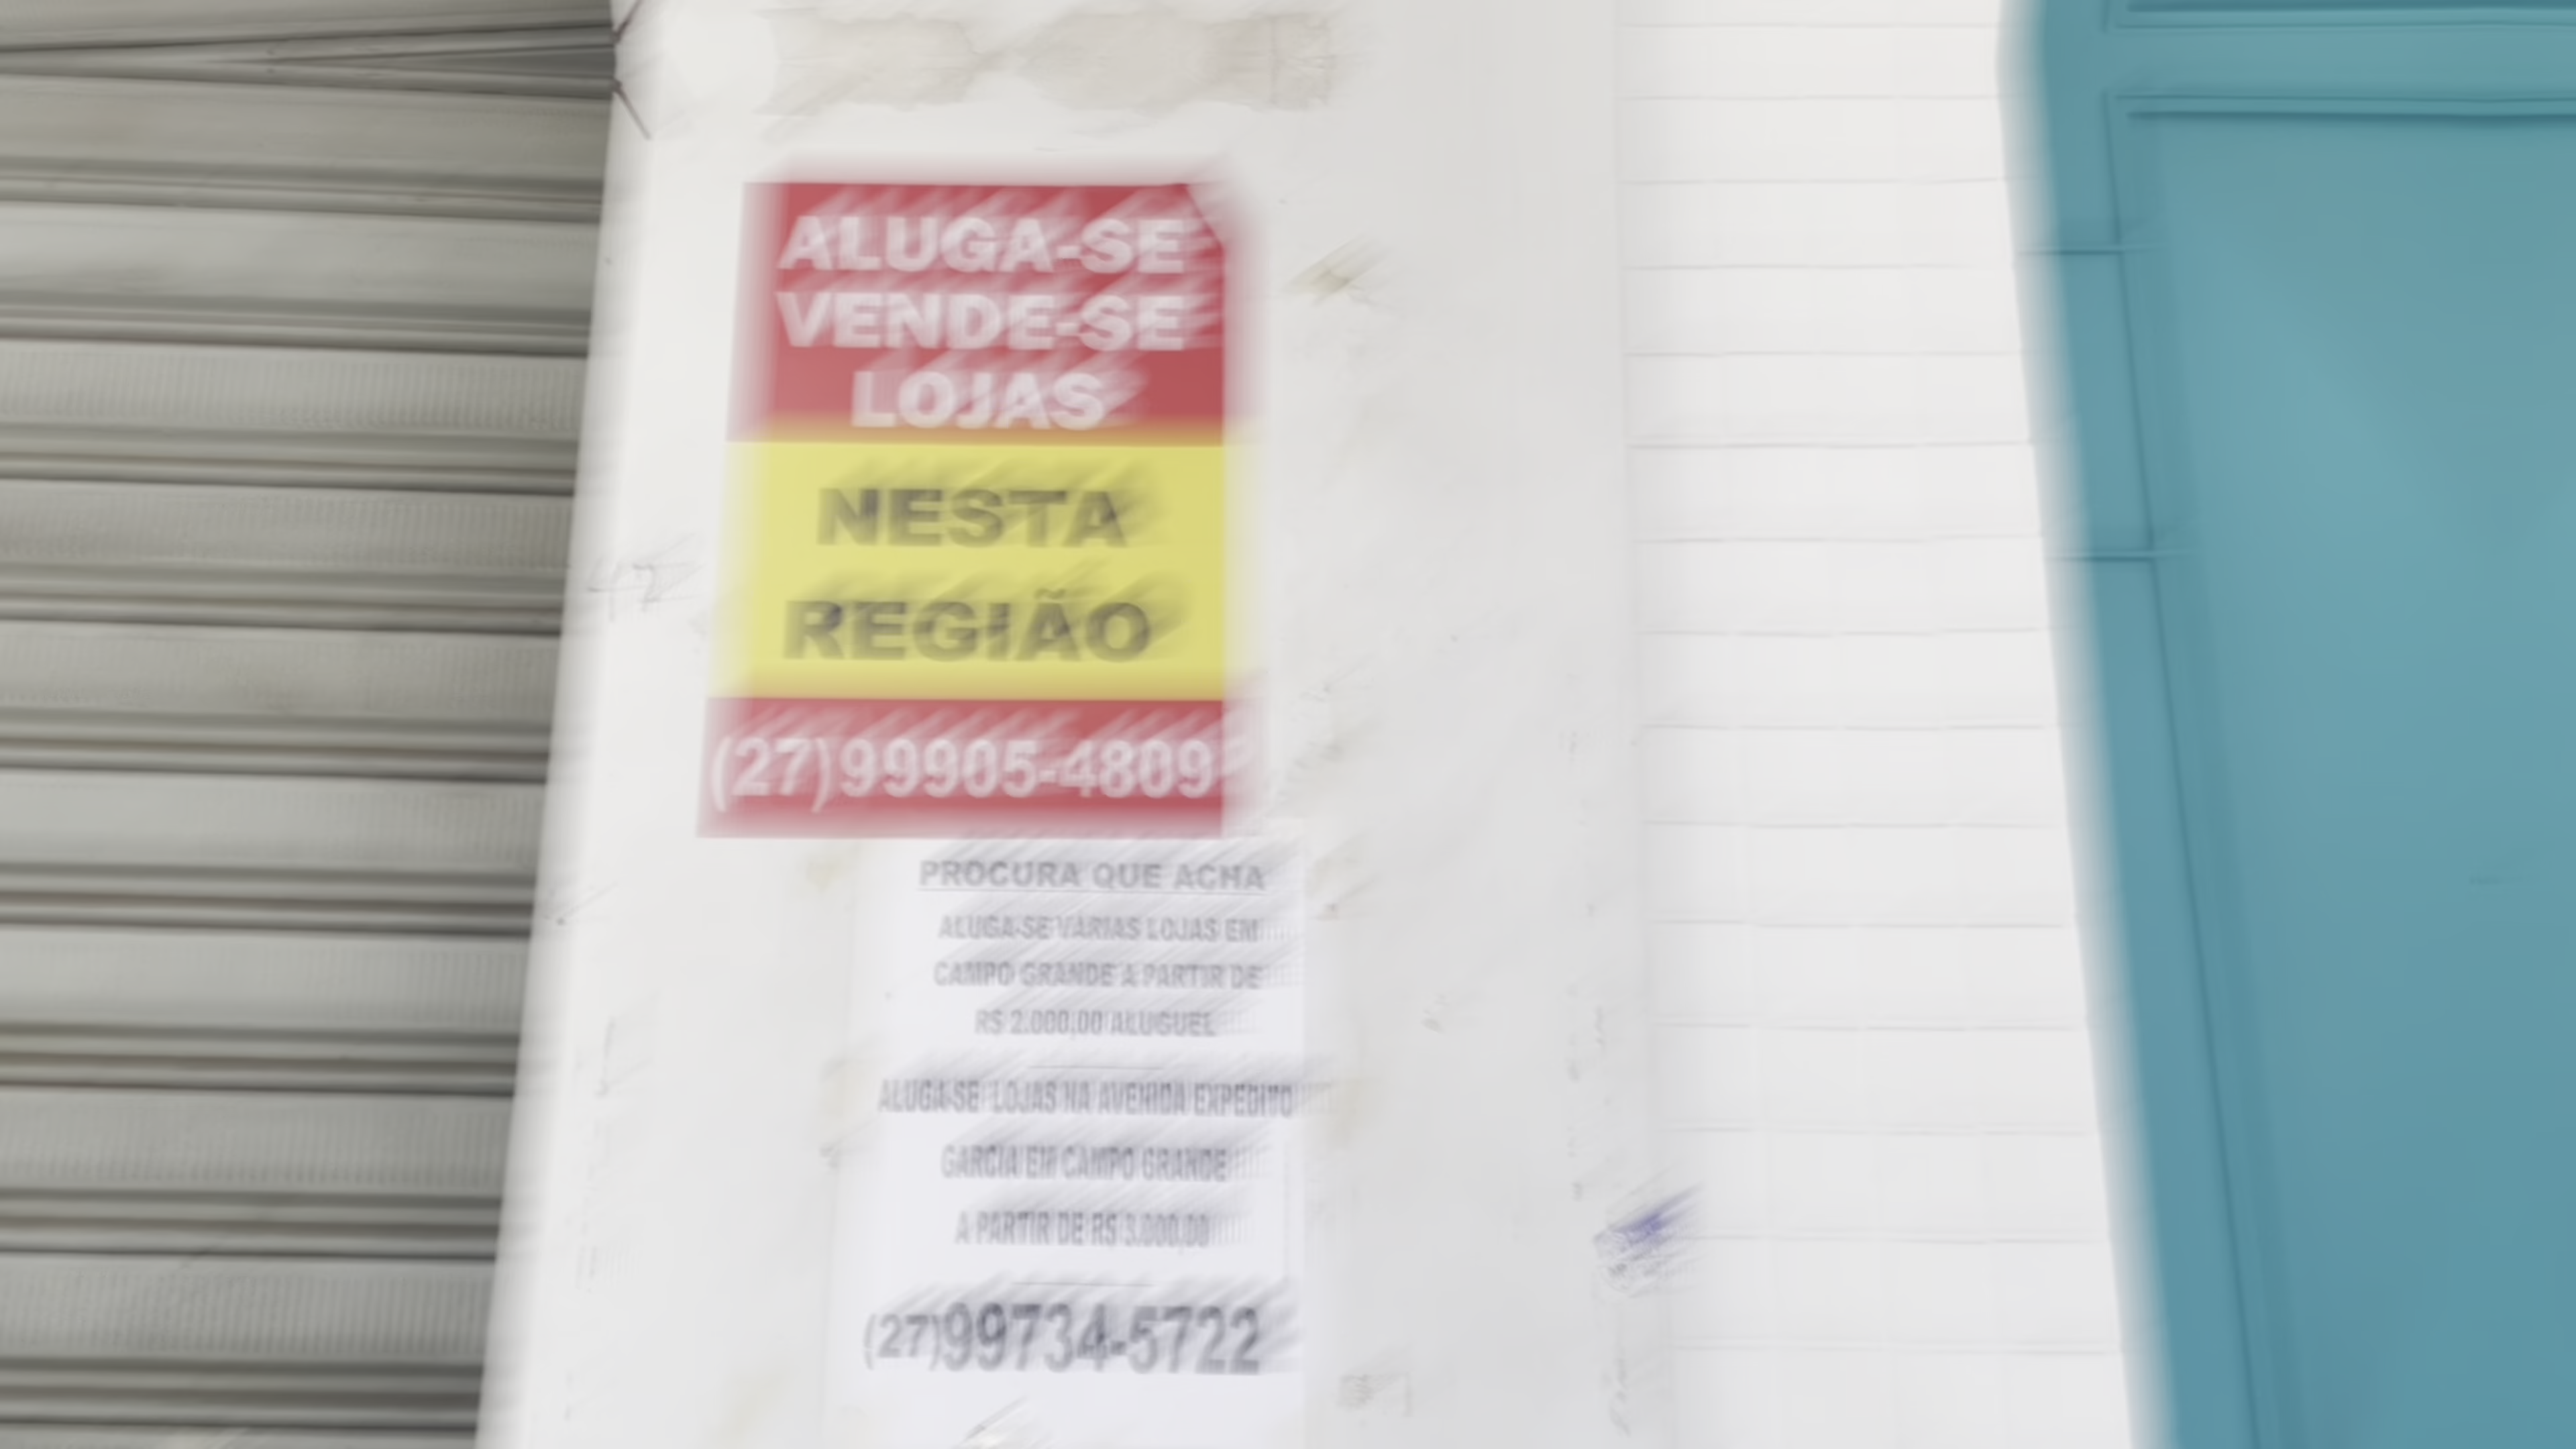 ALUGA-SE
VENDE-SE
LOJAS
NESTA
REGIÃO
(27)99905-4809
PROCURA QUE ACHA
ALUGA-SE VÁRIAS LOJAS EM
CAMPO GRANDE A PARTIR DE
R$ 2.000,00 ALUGUEL
ALUGA-SE LOJAS NA AVENIDA EXPEDITO
GARCIA EM CAMPO GRANDE
A PARTIR DE R$ 3.000,00
(27)99734-5722